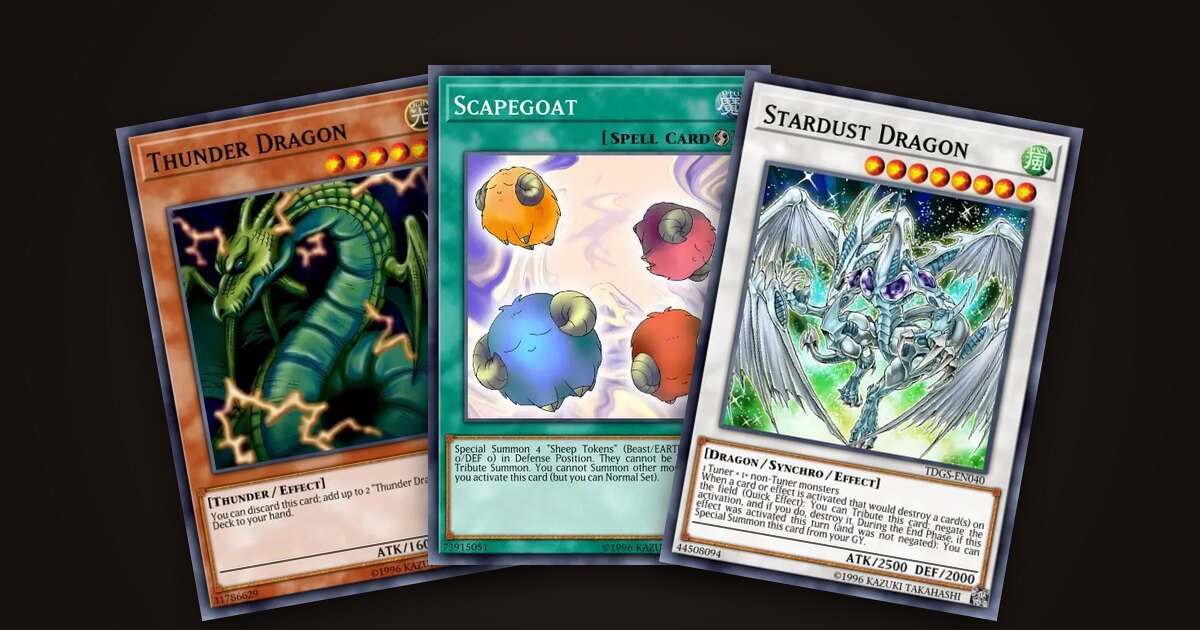 THUNDER DRAGON
光
[THUNDER / EFFECT]
You can discard this card; add up to 2 "Thunder Dra
Deck to your hand.
ATK/160
31786629
©1996 KAZU
SCAPEGOAT
[SPELL CARD
Special Summon 4 "Sheep Tokens" (Beast/EART
0/DEF 0) in Defense Position. They cannot be
Tribute Summon. You cannot Summon other mo
you activate this card (but you can Normal Set).
73915051
©1996 KAZU
STARDUST DRAGON
WIND
風
TDGS-EN040
[DRAGON / SYNCHRO / EFFECT]
1 Tuner + 1+ non-Tuner monsters
When a card or effect is activated that would destroy a card(s) on
the field (Quick Effect): You can Tribute this card; negate the
activation, and if you do, destroy it. During the End Phase, if this
effect was activated this turn (and was not negated): You can
Special Summon this card from your GY.
ATK/2500 DEF/2000
44508094
©1996 KAZUKI TAKAHASHI